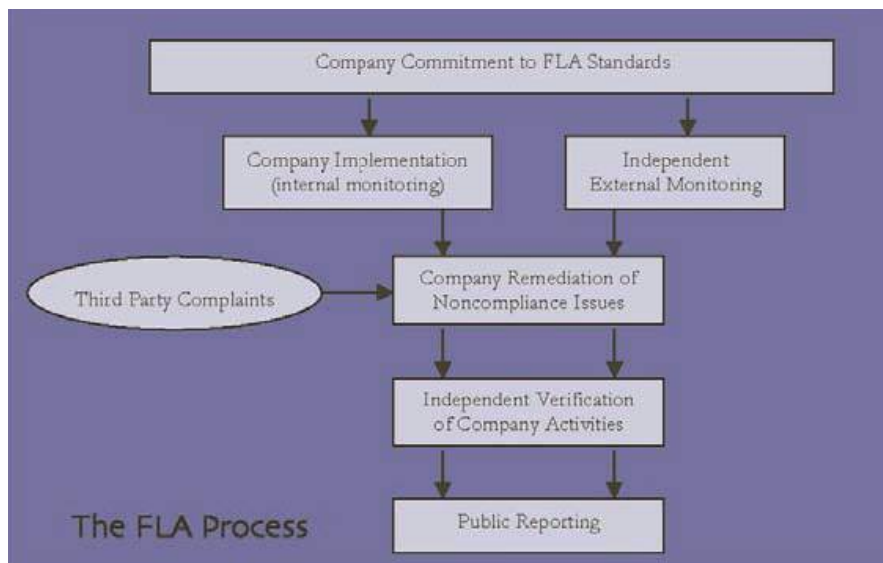 Company Commitment to FLA Standards
Company Implementation
(internal monitoring)
Independent
External Monitoring
Third Party Complaints
Company Remediation of
Noncompliance Issues
Independent Verification
of Company Activities
Public Reporting
The FLA Process